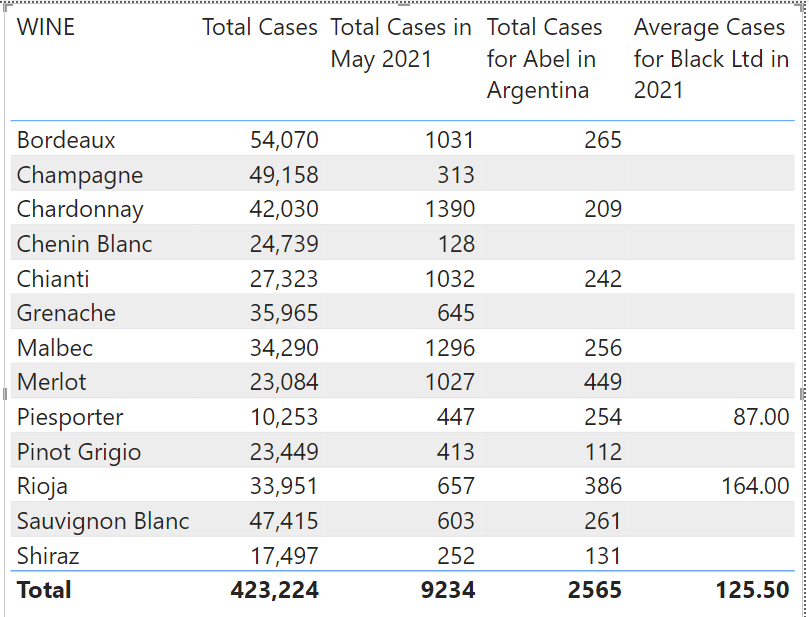 WINE Total Cases Total Cases in Total Cases Average Cases
May 2021 for Abel in for Black Ltd in
Argentina 2021
Bordeaux 54,070 1031 265
Champagne 49,158 313
Chardonnay 42,030 1390 209
Chenin Blanc 24,739 128
Chianti 27,323 1032 242
Grenache 35,965 645
Malbec 34,290 1296 256
Merlot 23,084 1027 449
Piesporter 10,253 447 254 87.00
Pinot Grigio 23,449 413 112
Rioja 33,951 657 386 164.00
Sauvignon Blanc 47,415 603 261
Shiraz 17,497 252 131
Total 423,224 9234 2565 125.50